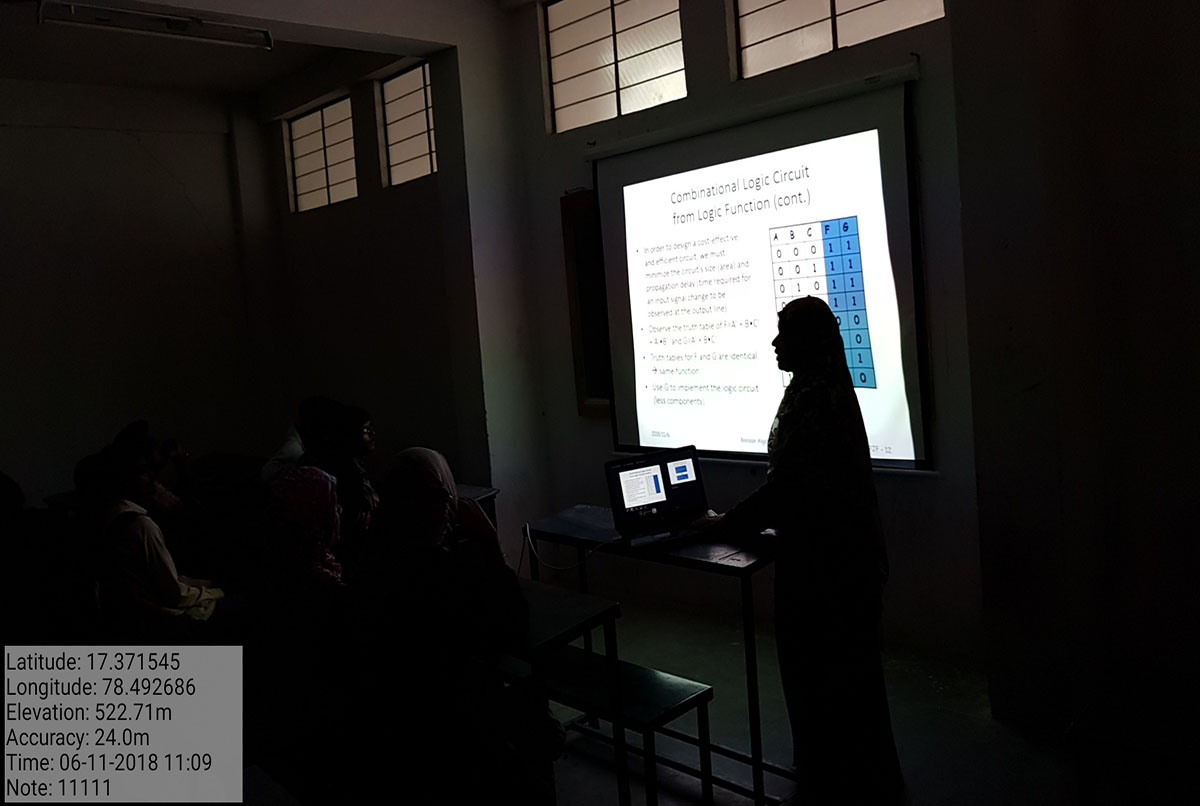 Combinational Logic Circuit
from Logic Function (cont.)
• In order to design a cost-effective
and efficient circuit, we must
minimize the circuit's size (area) and
propagation delay (time required for
an input signal change to be
observed at the output line)
• Observe the truth table of F=A' + B•C'
+ A'•B' and G=A' + B•C'
• Truth tables for F and G are identical
→ same function
• Use G to implement the logic circuit
(less components)
A B C F G
0 0 0 1 1
0 0 1 1 1
0 1 0 1 1
1 1
0 0
0
1
0
2018/11/6
- 12
Latitude: 17.371545
Longitude: 78.492686
Elevation: 522.71m
Accuracy: 24.0m
Time: 06-11-2018 11:09
Note: 11111